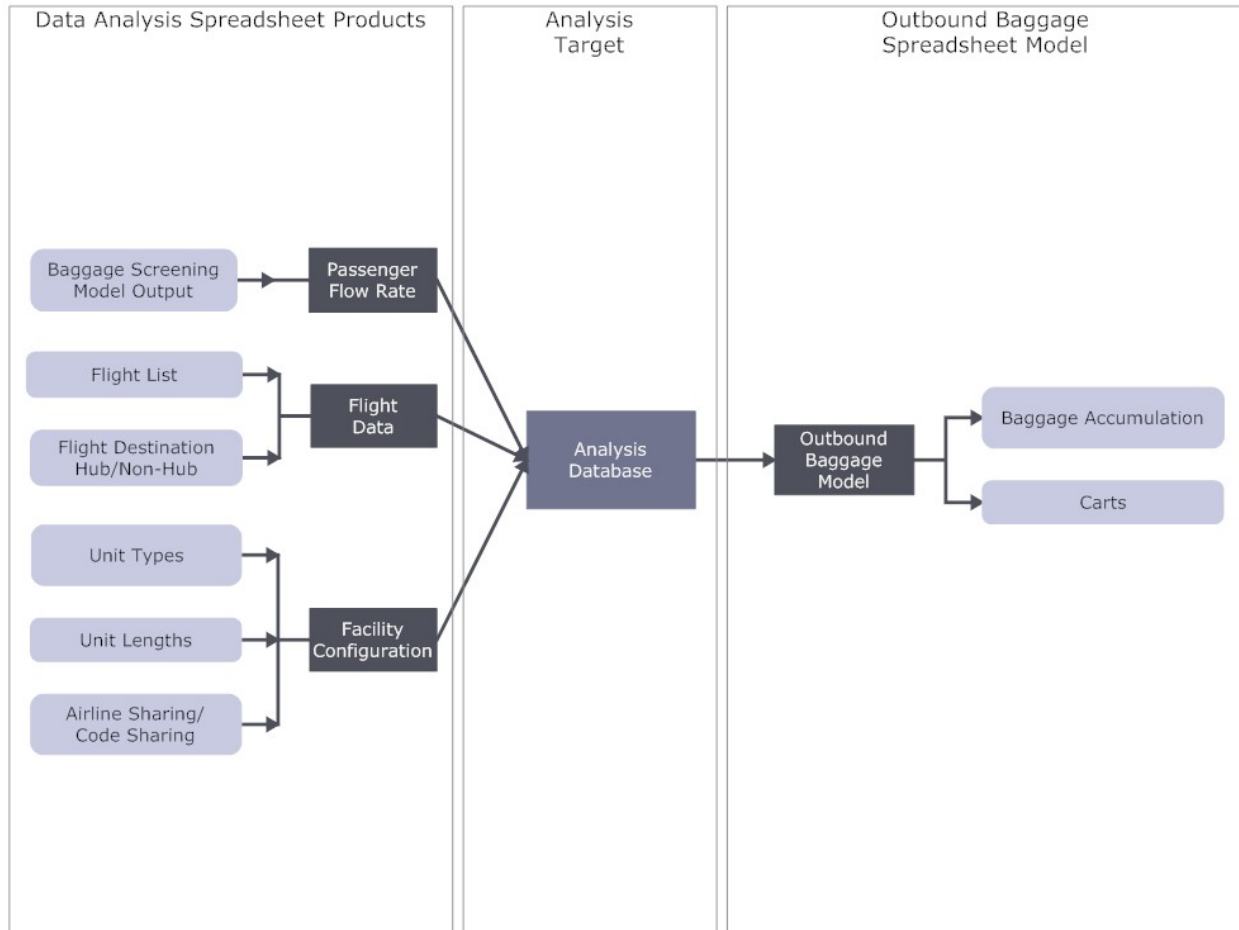 Data Analysis Spreadsheet Products
Analysis
Target
Outbound Baggage
Spreadsheet Model
Baggage Screening
Model Output
Passenger
Flow Rate
Flight List
Flight Destination
Hub/Non-Hub
Flight
Data
Unit Types
Unit Lengths
Airline Sharing/
Code Sharing
Facility
Configuration
Analysis
Database
Outbound
Baggage
Model
Baggage Accumulation
Carts